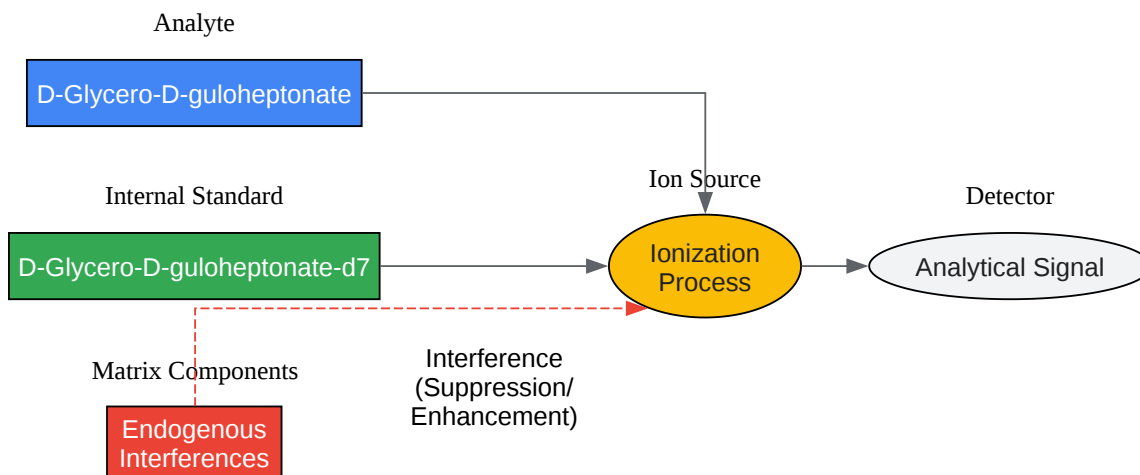 Analyte
D-Glycero-D-guloheptonate
Internal Standard
Ion Source
Detector
D-Glycero-D-guloheptonate-d7
Ionization
Process
Analytical Signal
Matrix Components
Interference
(Suppression/
Enhancement)
Endogenous
Interferences